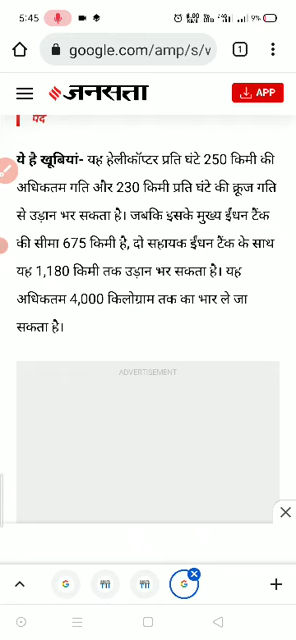 5:45
9%
google.com/amp/s/v
1
जनसत्ता
APP
पद
ये है खूबियां- यह हेलीकॉप्टर प्रति घंटे 250 किमी की
अधिकतम गति और 230 किमी प्रति घंटे की क्रूज गति
से उड़ान भर सकता है। जबकि इसके मुख्य ईंधन टैंक
की सीमा 675 किमी है, दो सहायक ईंधन टैंक के साथ
यह 1,180 किमी तक उड़ान भर सकता है। यह
अधिकतम 4,000 किलोग्राम तक का भार ले जा
सकता है।
ADVERTISEMENT